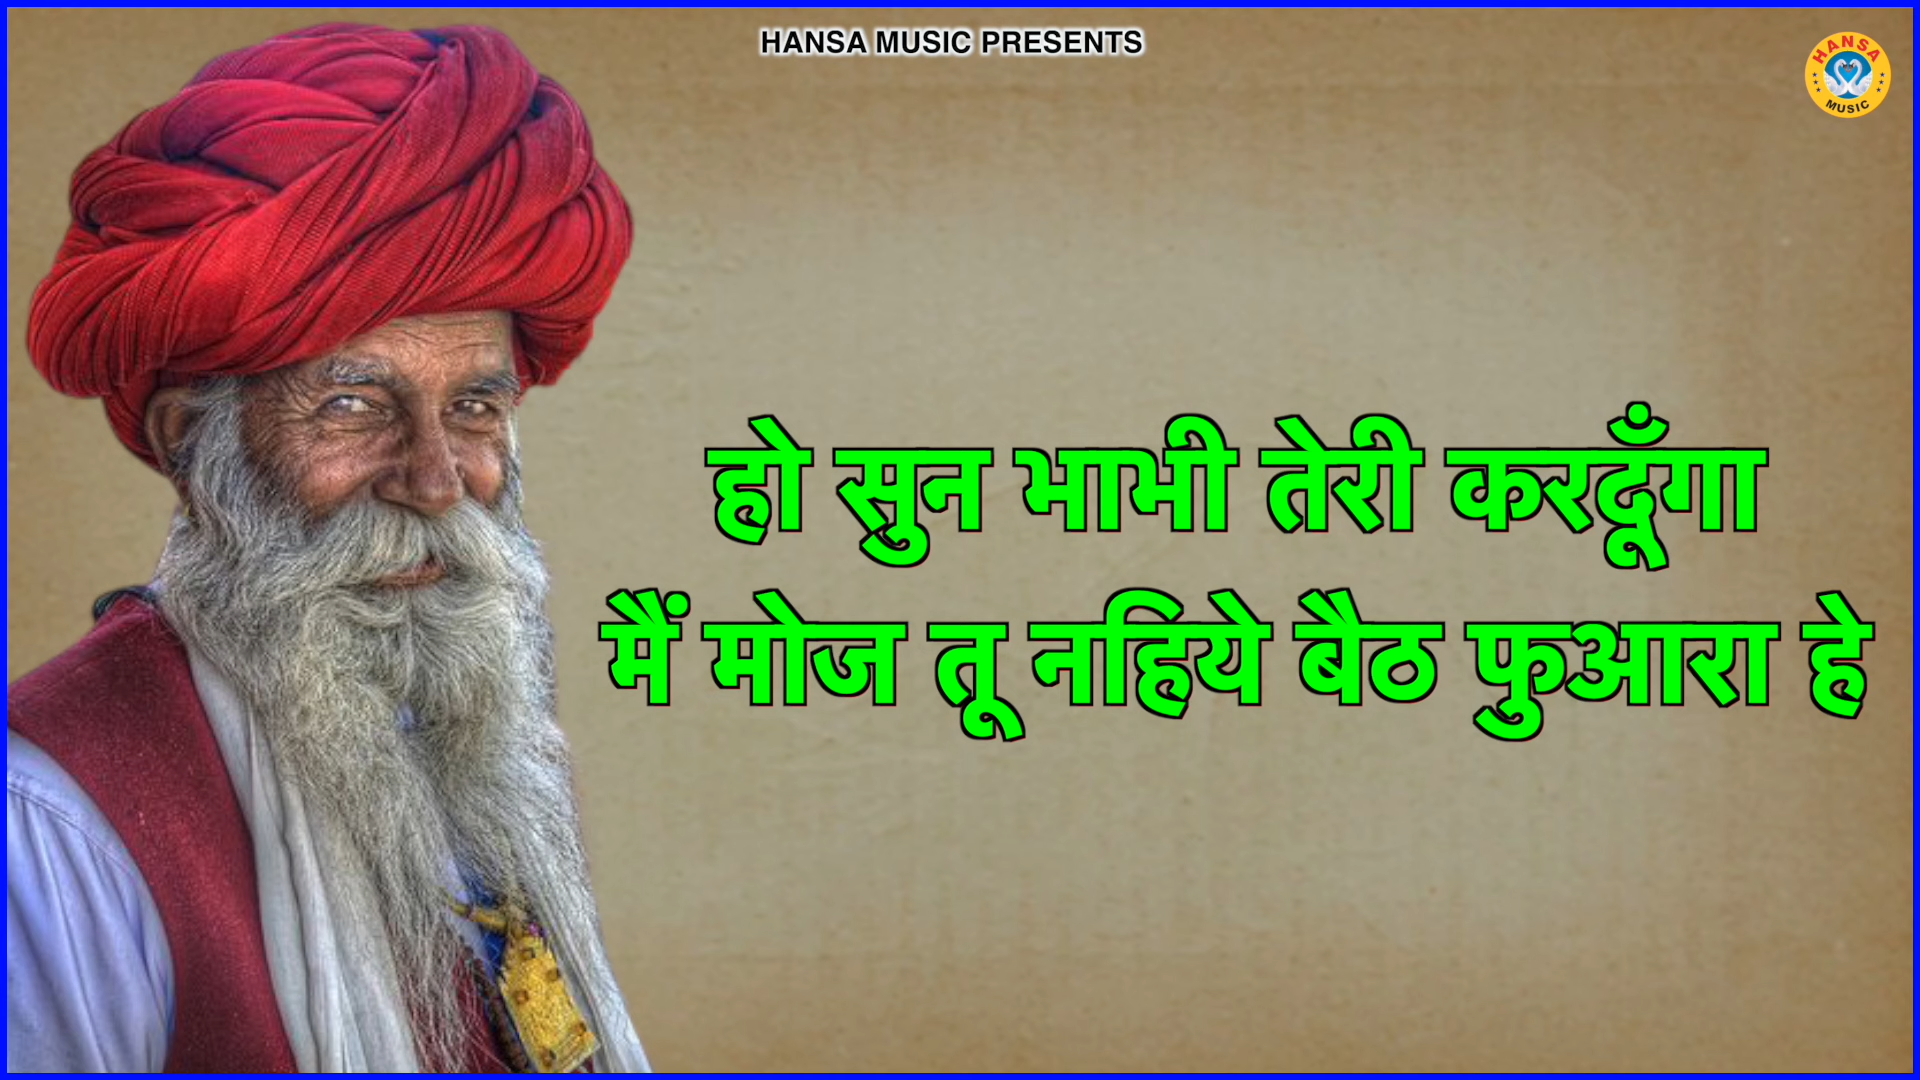 HANSA MUSIC PRESENTS
HANSA
MUSIC
हो सुन भाभी तेरी करदूँगा
मैं मोज तू नहिये बैठ फुआरा हे